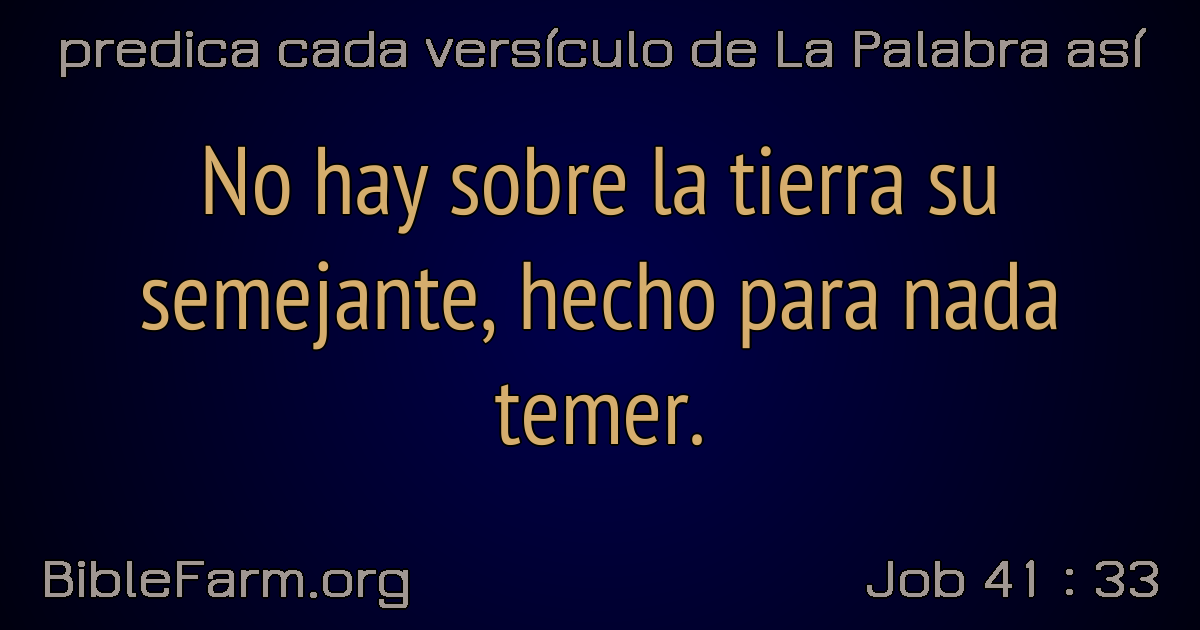 predica cada versículo de La Palabra así
No hay sobre la tierra su
semejante, hecho para nada
temer.
BibleFarm.org
Job 41 : 33